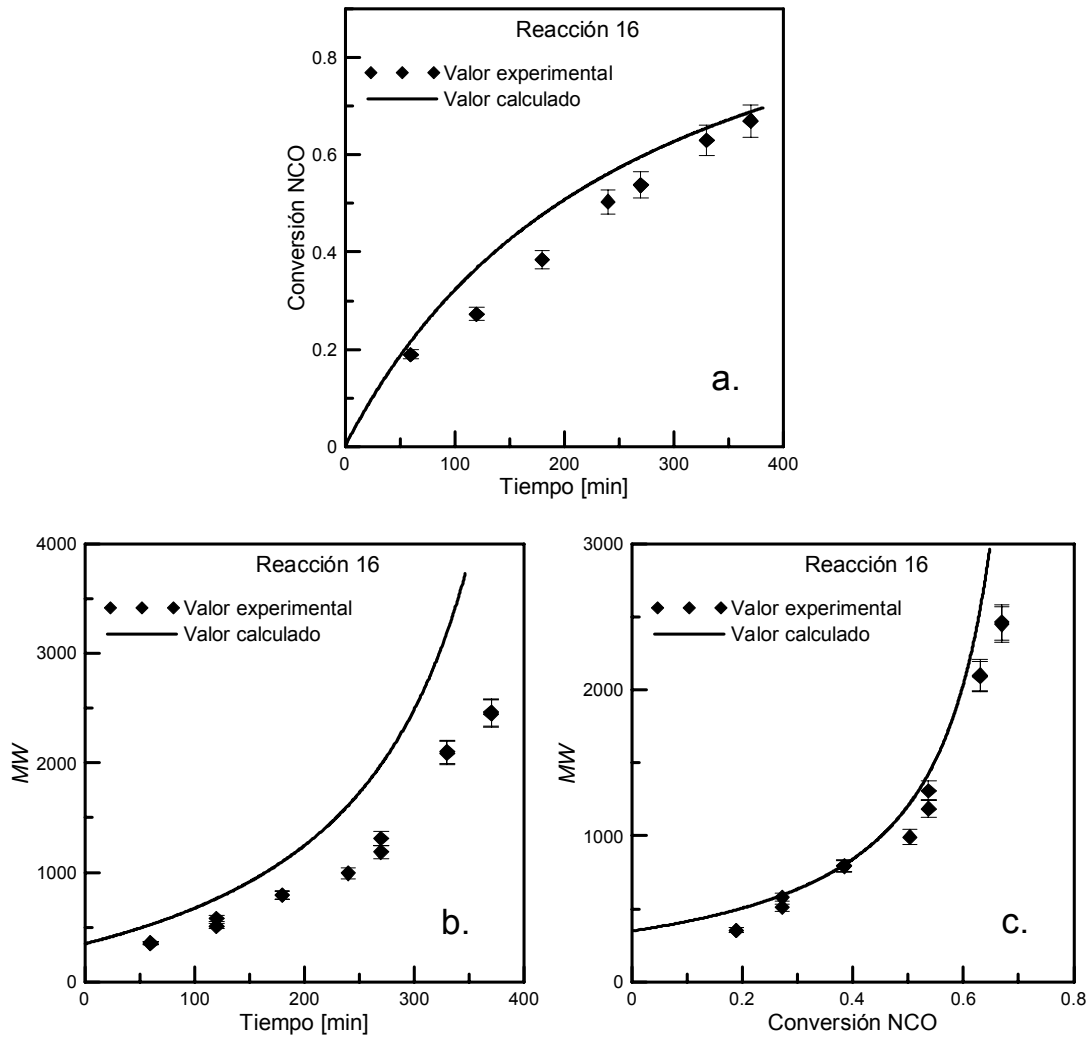 Reacción 16
Valor experimental
Valor calculado
Conversión NCO
0.8
0.6
0.4
0.2
0
0 100 200 300 400
Tiempo [min]
a.
Reacción 16
Valor experimental
Valor calculado
MW
4000
3000
2000
1000
0
0 100 200 300 400
Tiempo [min]
b.
Reacción 16
Valor experimental
Valor calculado
MW
3000
2000
1000
0
0 0.2 0.4 0.6 0.8
Conversión NCO
c.